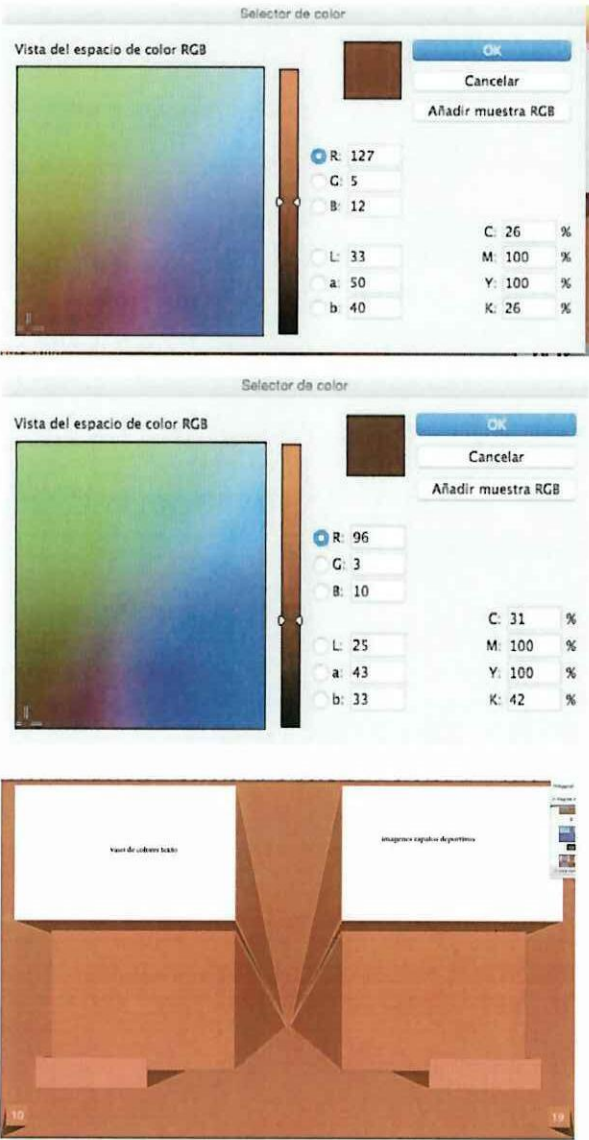 Selector de color
Vista del espacio de color RGB
OK
Cancelar
Añadir muestra RGB
R: 127
G: 5
B: 12
C: 26 %
L: 33
M: 100 %
a: 50
Y: 100 %
b: 40
K: 26 %
Selector de color
Vista del espacio de color RGB
OK
Cancelar
Añadir muestra RGB
R: 96
G: 3
B: 10
C: 31 %
L: 25
M: 100 %
a: 43
Y: 100 %
b: 33
K: 42 %
de colores texto
imagenes zapatos deportivos
10
19